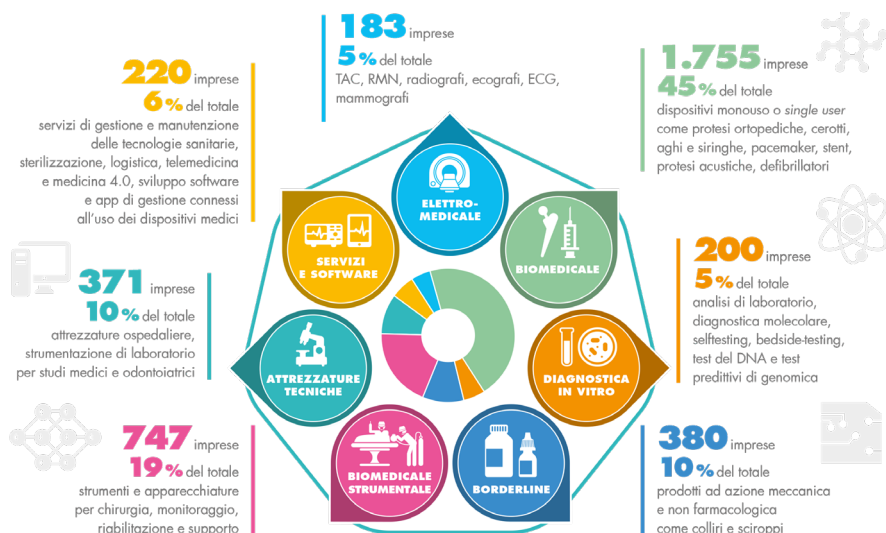 183 imprese
5% del totale
TAC, RMN, radiografi, ecografi, ECG,
mammografi
1.755 imprese
45% del totale
dispositivi monouso o single user
come protesi ortopediche, cerotti,
aghi e siringhe, pacemaker, stent,
protesi acustiche, defibrillatori
220 imprese
6% del totale
servizi di gestione e manutenzione
delle tecnologie sanitarie,
sterilizzazione, logistica, telemedicina
e medicina 4.0, sviluppo software
e app di gestione connessi
all'uso dei dispositivi medici
ELETTRO-
MEDICALE
SERVIZI
E SOFTWARE
BIOMEDICALE
200 imprese
5% del totale
analisi di laboratorio,
diagnostica molecolare,
selftesting, bedside-testing,
test del DNA e test
predittivi di genomica
371 imprese
10% del totale
attrezzature ospedaliere,
strumentazione di laboratorio
per studi medici e odontoiatrici
ATTREZZATURE
TECNICHE
DIAGNOSTICA
IN VITRO
747 imprese
19% del totale
strumenti e apparecchiature
per chirurgia, monitoraggio,
riabilitazione e supporto
BIOMEDICALE
STRUMENTALE
BORDERLINE
380 imprese
10% del totale
prodotti ad azione meccanica
e non farmacologica
come colliri e sciroppi